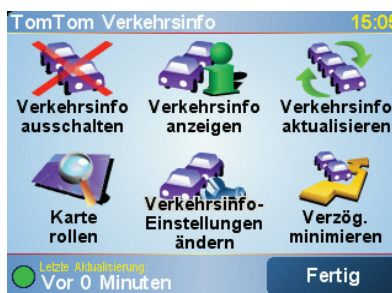 TomTom Verkehrsinfo 15:05
Verkehrsinfo
ausschalten
Verkehrsinfo
anzeigen
Verkehrsinfo
aktualisieren
Karte
rollen
Verkehrsinfo-
Einstellungen
ändern
Verzög.
minimieren
Letzte Aktualisierung:
Vor 0 Minuten
Fertig